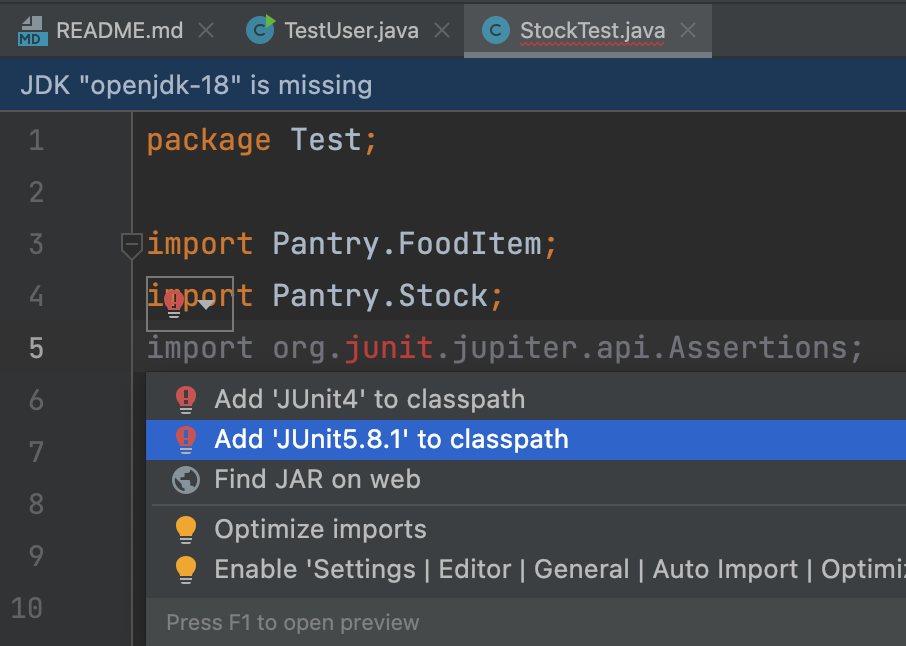 README.md TestUser.java StockTest.java
JDK "openjdk-18" is missing
1 package Test;
2
3 import Pantry.FoodItem;
4 import Pantry.Stock;
5 import org.junit.jupiter.api.Assertions;
6 Add 'JUnit4' to classpath
7 Add 'JUnit5.8.1' to classpath
8 Find JAR on web
9 Optimize imports
Enable 'Settings | Editor | General | Auto Import | Optimi
10
Press F1 to open preview